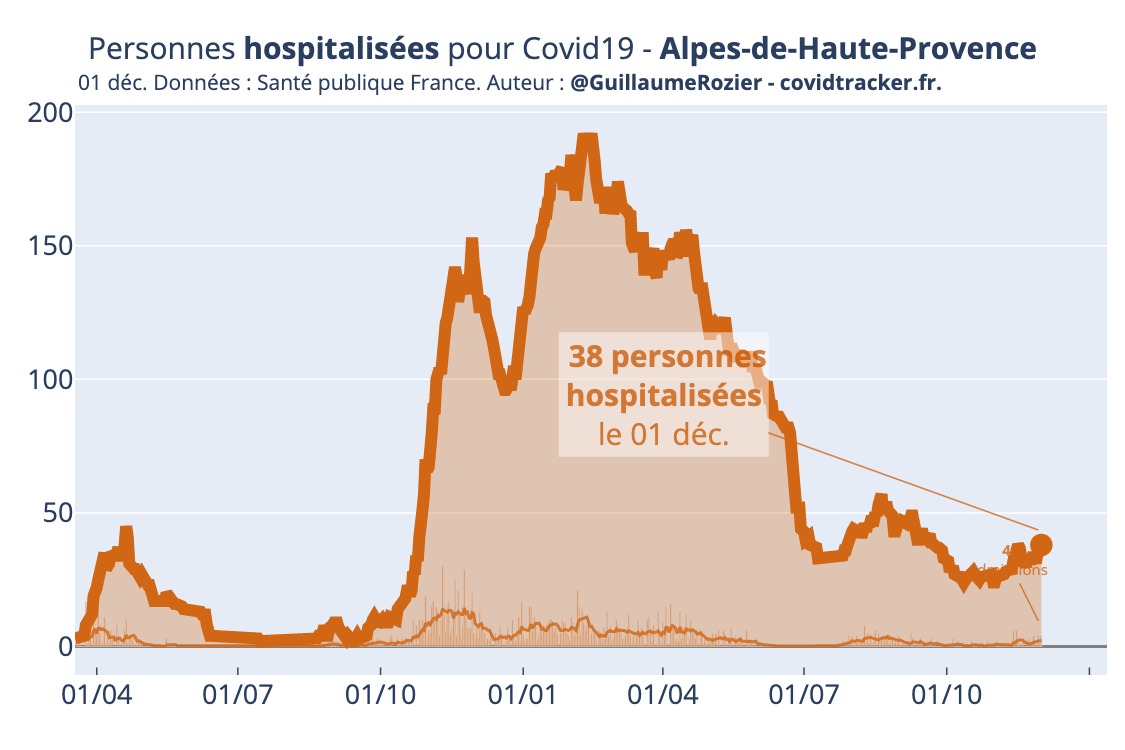 Personnes hospitalisées pour Covid19 - Alpes-de-Haute-Provence
01 déc. Données : Santé publique France. Auteur : @GuillaumeRozier - covidtracker.fr.
200
150
100
50
0
38 personnes
hospitalisées
le 01 déc.
01/04
01/07
01/10
01/01
01/04
01/07
01/10